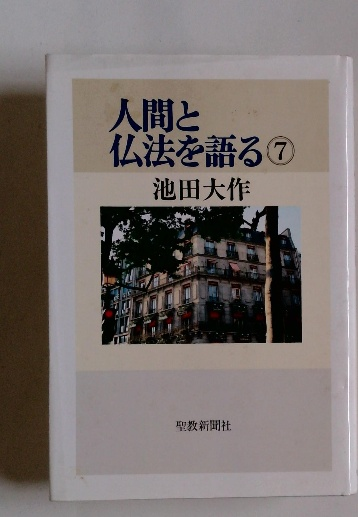 人間と
仏法を語る⑦
池田大作
聖教新聞社